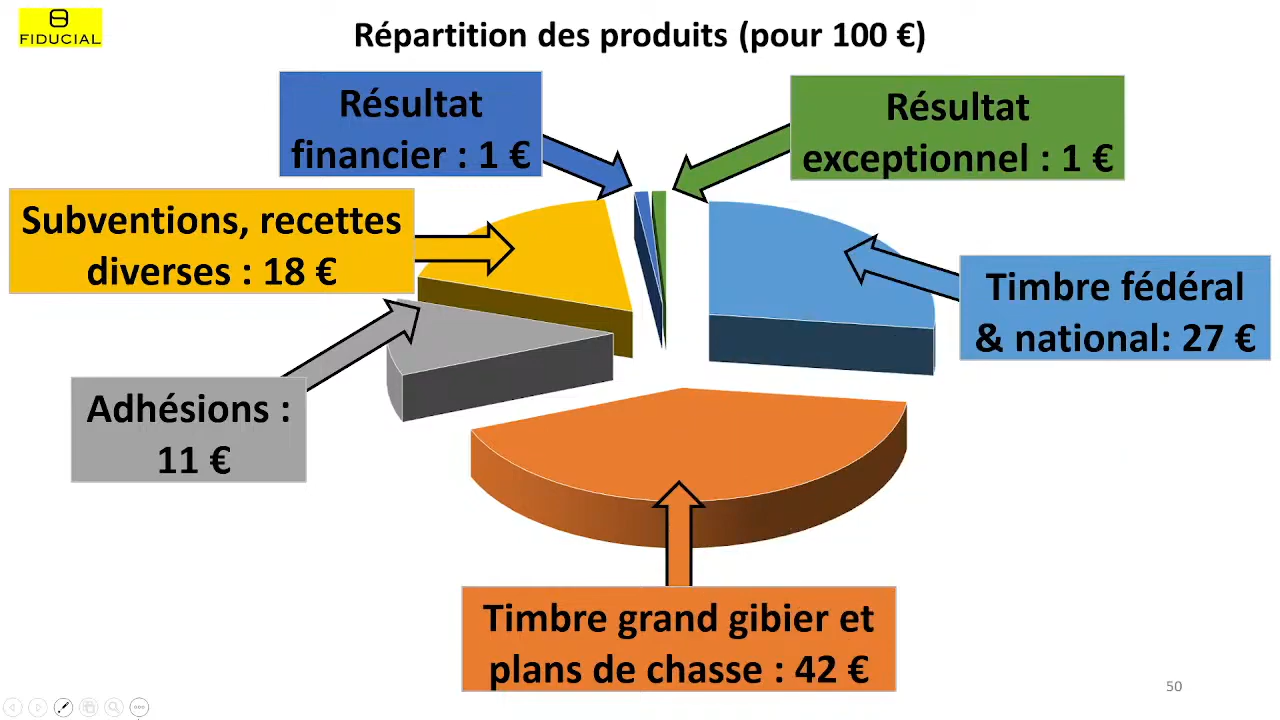 FIDUCIAL
Répartition des produits (pour 100 €)
Résultat
financier : 1 €
Résultat
exceptionnel : 1 €
Subventions, recettes
diverses : 18 €
Timbre fédéral
& national: 27 €
Adhésions :
11 €
Timbre grand gibier et
plans de chasse : 42 €
50